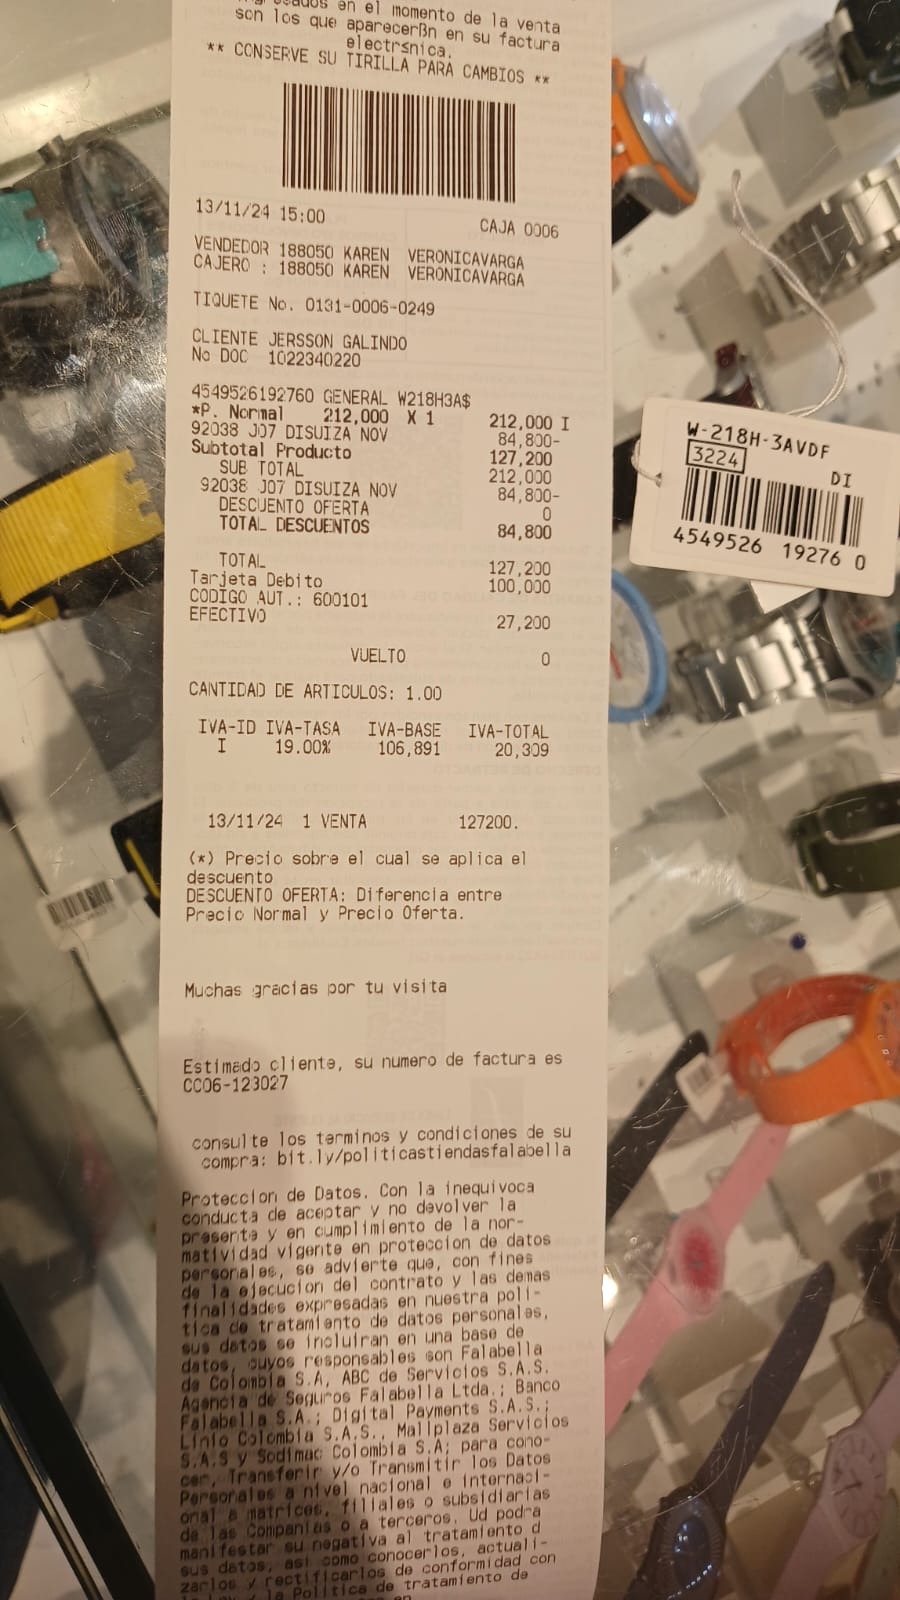 en el momento de la venta
son los que aparecerBn en su factura
electr≤nica.
** CONSERVE SU TIRILLA PARA CAMBIOS **
13/11/24 15:00 CAJA 0006
VENDEDOR 188050 KAREN VERONICAVARGA
CAJERO : 188050 KAREN VERONICAVARGA
TIQUETE No. 0131-0006-0249
CLIENTE JERSSON GALINDO
No DOC 1022340220
4549526192760 GENERAL W218H3A$
*P. Normal 212,000 X 1 212,000 I
92038 J07 DISUIZA NOV 84,800-
Subtotal Producto 127,200
SUB TOTAL 212,000
92038 J07 DISUIZA NOV 84,800-
DESCUENTO OFERTA 0
TOTAL DESCUENTOS 84,800
TOTAL 127,200
Tarjeta Debito 100,000
CODIGO AUT.: 600101
EFECTIVO 27,200
VUELTO 0
CANTIDAD DE ARTICULOS: 1.00
IVA-ID IVA-TASA IVA-BASE IVA-TOTAL
I 19.00% 106,891 20,309
13/11/24 1 VENTA 127200.
(*) Precio sobre el cual se aplica el
descuento
DESCUENTO OFERTA: Diferencia entre
Precio Normal y Precio Oferta.
Muchas gracias por tu visita
Estimado cliente, su numero de factura es
CC06-123027
consulte los terminos y condiciones de su
compra: bit.ly/politicastiendasfalabella
Proteccion de Datos. Con la inequivoca
conducta de aceptar y no devolver la
presente y en cumplimiento de la nor-
matividad vigente en proteccion de datos
personales, se advierte que, con fines
de la ejecucion del contrato y las demas
finalidades expresadas en nuestra poli-
tica de tratamiento de datos personales,
sus datos se incluiran en una base de
datos, cuyos responsables son Falabella
de Colombia S.A, ABC de Servicios S.A.S.
Agencia de Seguros Falabella Ltda.; Banco
Falabella S.A.; Digital Payments S.A.S.;
Linio Colombia S.A.S., Mallplaza Servicios
S.A.S y Sodimac Colombia S.A; para cono-
cer, Transferir y/o Transmitir los Datos
Personales a nivel nacional e internaci-
onal a matrices, filiales o subsidiarias
de las Companias o a terceros. Ud podra
manifestar su negativa al tratamiento d
sus datos, asi como conocerlos, actuali-
zarlos y rectificarlos de conformidad con
la Politica de tratamiento de
W-218H-3AVDF
3224
DI
4549526 19276 0